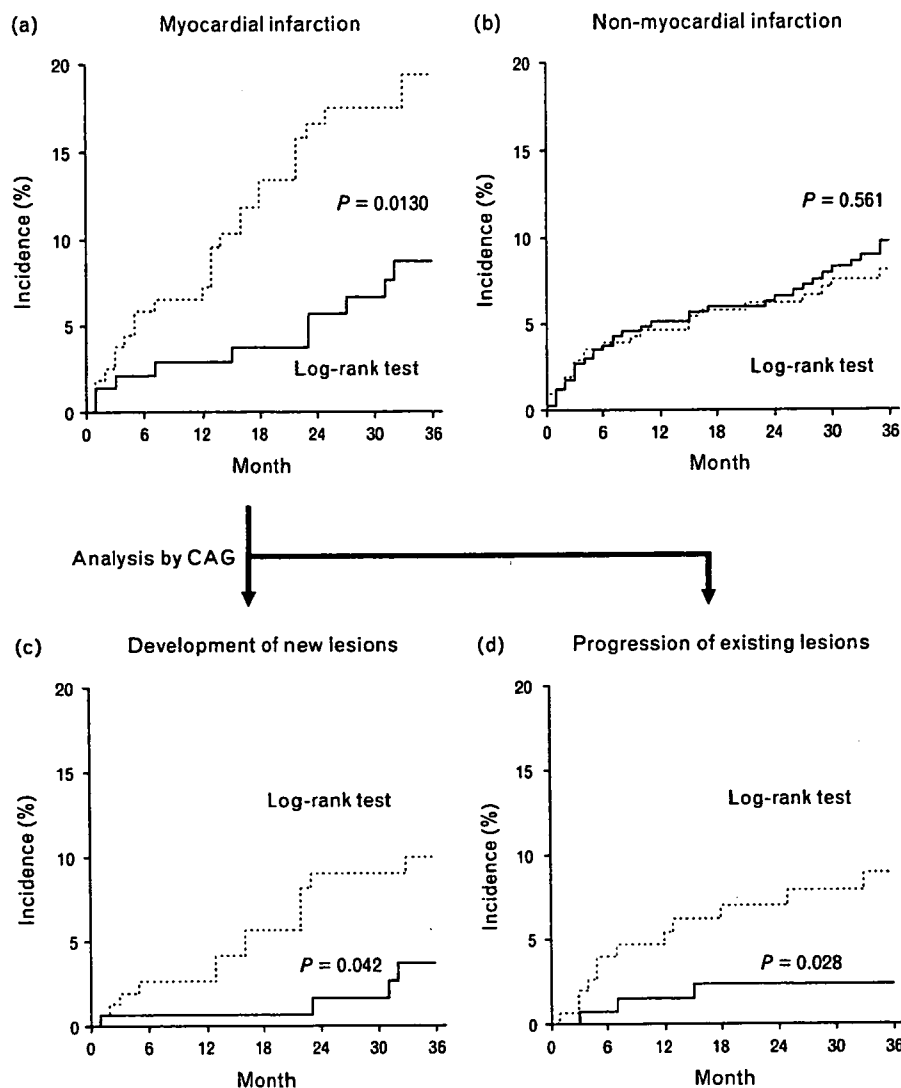 (a) Myocardial infarction
20
15
10
5
0
Incidence (%)
P = 0.0130
Log-rank test
0 6 12 18 24 30 36
Month
(b) Non-myocardial infarction
20
15
10
5
0
Incidence (%)
P = 0.561
Log-rank test
0 6 12 18 24 30 36
Month
Analysis by CAG
(c) Development of new lesions
20
15
10
5
0
Incidence (%)
Log-rank test
P = 0.042
0 6 12 18 24 30 36
Month
(d) Progression of existing lesions
20
15
10
5
0
Incidence (%)
Log-rank test
P = 0.028
0 6 12 18 24 30 36
Month